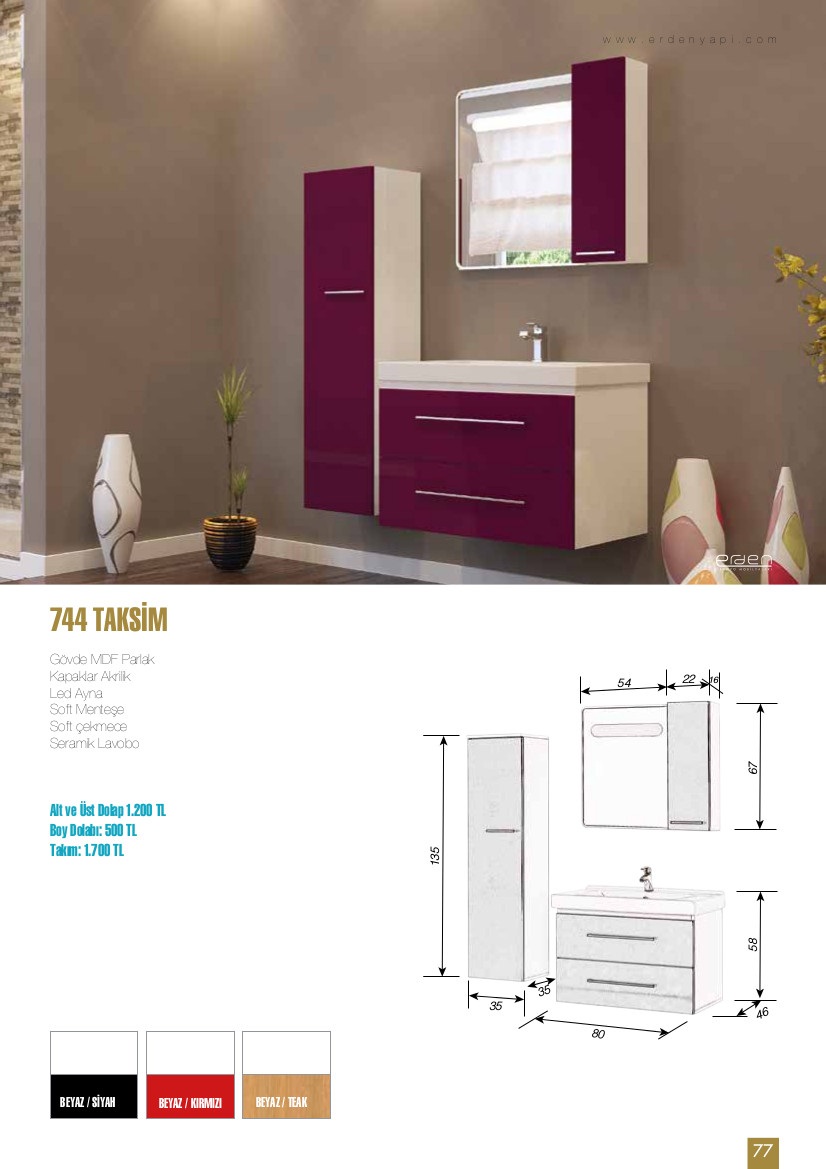 www.erdenyapi.com
erden
744 TAKSİM
Gövde MDF Parlak
Kapaklar Akrilik
Led Ayna
Soft Menteşe
Soft çekmece
Seramik Lavobo
Alt ve Üst Dolap 1.200 TL
Boy Dolabı: 500 TL
Takım: 1.700 TL
54
22
16
67
135
58
35
35
46
80
BEYAZ / SİYAH
BEYAZ / KIRMIZI
BEYAZ / TEAK
77